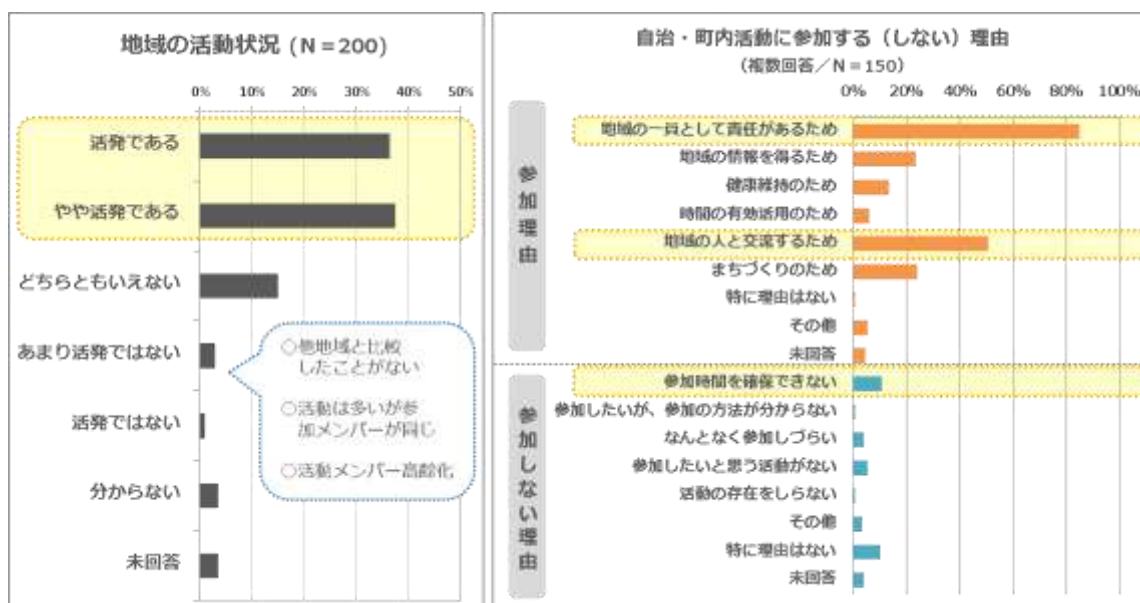 地域の活動状況 (N=200)
0% 10% 20% 30% 40% 50%
活発である
やや活発である
どちらともいえない
あまり活発ではない
活発ではない
分からない
未回答
○他地域と比較
したことがない
○活動は多いが参
加メンバーが同じ
○活動メンバー高齢化
自治・町内活動に参加する（しない）理由
（複数回答／N=150）
0% 20% 40% 60% 80% 100%
参加理由
地域の一員として責任があるため
地域の情報を得るため
健康維持のため
時間の有効活用のため
地域の人と交流するため
まちづくりのため
特に理由はない
その他
未回答
参加しない理由
参加時間を確保できない
参加したいが、参加の方法が分からない
なんとなく参加しづらい
参加したいと思う活動がない
活動の存在をしらない
その他
特に理由はない
未回答